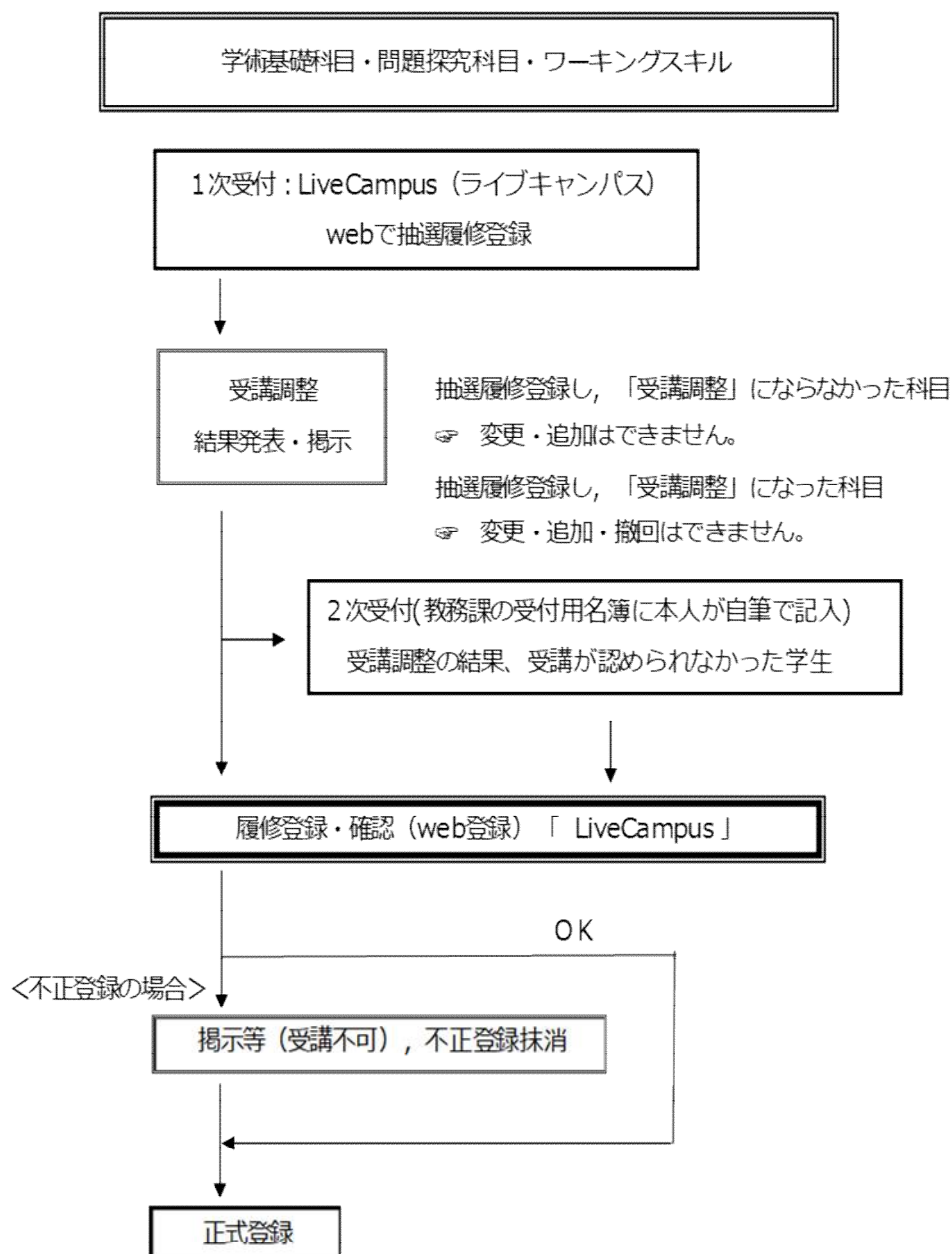 学術基礎科目・問題探究科目・ワーキングスキル
1次受付：LiveCampus（ライブキャンパス）
webで抽選履修登録
受講調整
結果発表・掲示
抽選履修登録し，「受講調整」にならなかった科目
☞ 変更・追加はできません。
抽選履修登録し，「受講調整」になった科目
☞ 変更・追加・撤回はできません。
2次受付(教務課の受付用名簿に本人が自筆で記入)
受講調整の結果、受講が認められなかった学生
履修登録・確認（web登録）「 LiveCampus 」
OK
＜不正登録の場合＞
掲示等（受講不可），不正登録抹消
正式登録